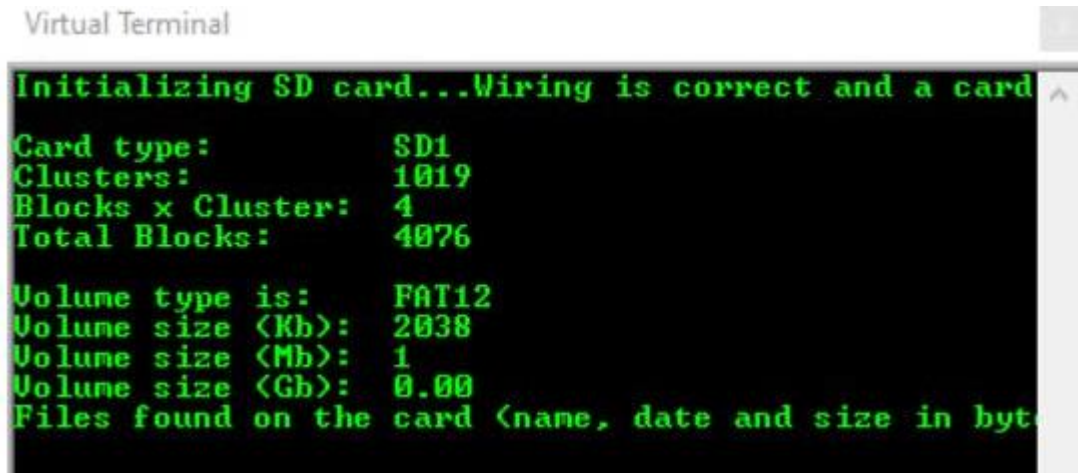 Virtual Terminal
Initializing SD card...Wiring is correct and a card
Card type: SD1
Clusters: 1019
Blocks x Cluster: 4
Total Blocks: 4076
Volume type is: FAT12
Volume size (Kb): 2038
Volume size (Mb): 1
Volume size (Gb): 0.00
Files found on the card (name, date and size in